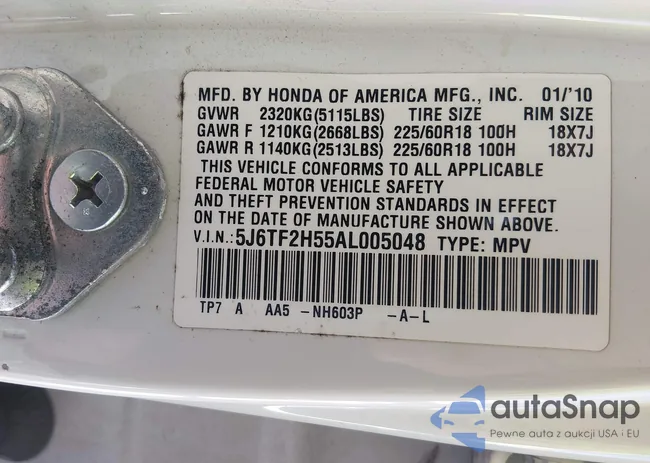 MFD. BY HONDA OF AMERICA MFG., INC. 01/'10
GVWR 2320KG(5115LBS) TIRE SIZE RIM SIZE
GAWR F 1210KG(2668LBS) 225/60R18 100H 18X7J
GAWR R 1140KG(2513LBS) 225/60R18 100H 18X7J
THIS VEHICLE CONFORMS TO ALL APPLICABLE
FEDERAL MOTOR VEHICLE SAFETY
AND THEFT PREVENTION STANDARDS IN EFFECT
ON THE DATE OF MANUFACTURE SHOWN ABOVE.
V.I.N.: 5J6TF2H55AL005048 TYPE: MPV
TP7 A AA5 -NH603P -A-L
autoSnap
Pewne auta z aukcji USA i EU